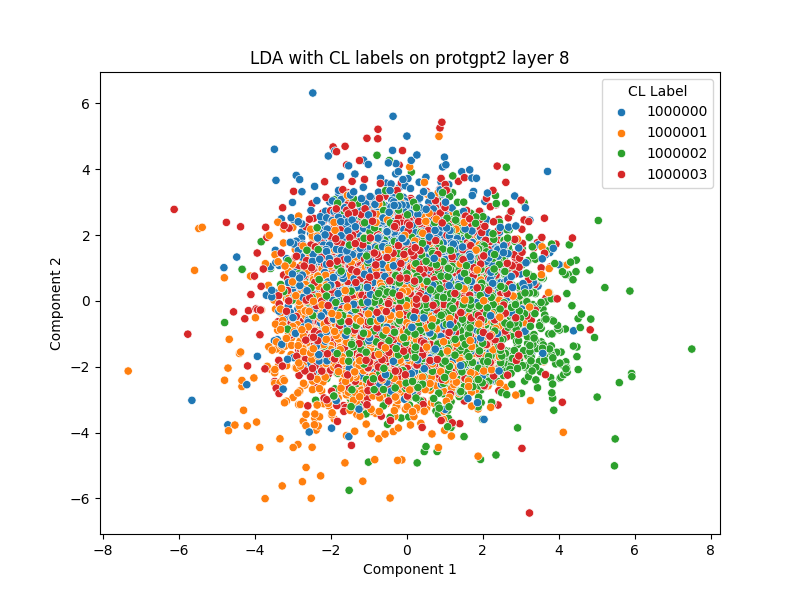 LDA with CL labels on protgpt2 layer 8
CL Label
1000000
1000001
1000002
1000003
6
4
2
0
−2
−4
−6
Component 2
−8 −6 −4 −2 0 2 4 6 8
Component 1